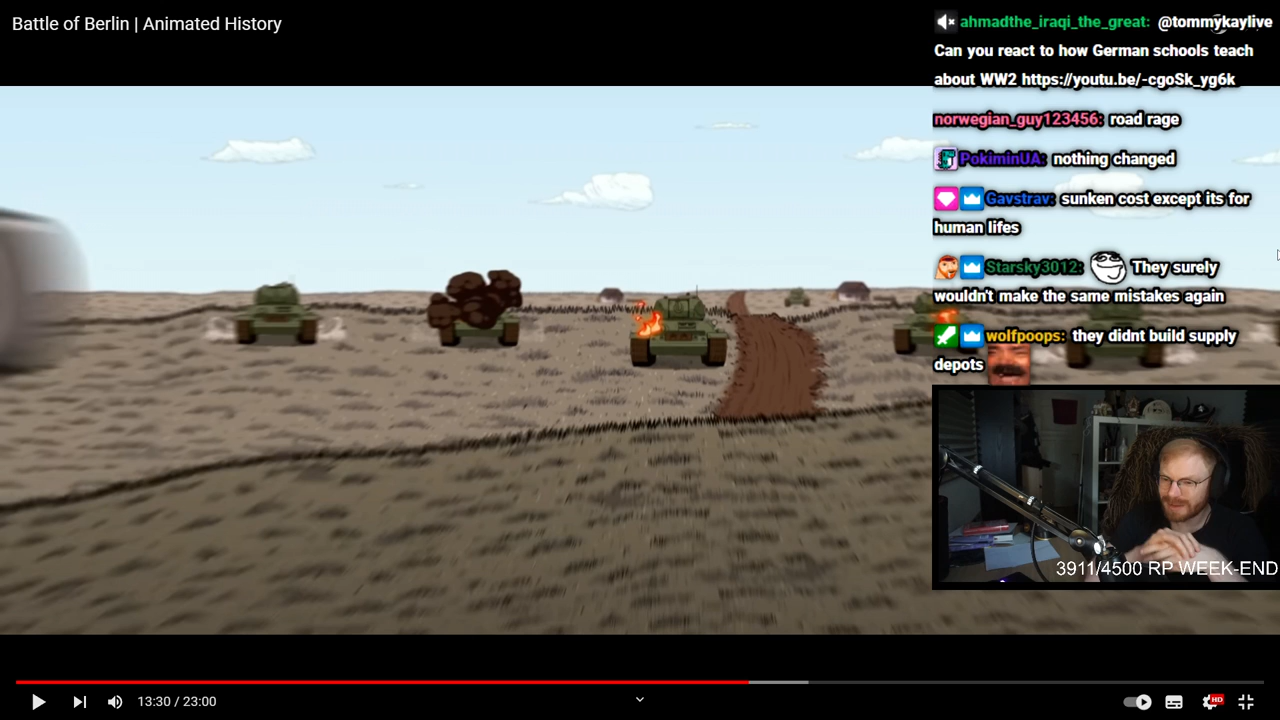 Battle of Berlin | Animated History
ahmadthe_iraqi_the_great: @tommykaylive
Can you react to how German schools teach
about WW2 https://youtu.be/-cgoSk_yg6k
norwegian_guy123456: road rage
PokiminUA: nothing changed
Gavstrav: sunken cost except its for
human lifes
Starsky3012: They surely
wouldn't make the same mistakes again
wolfpoops: they didnt build supply
depots
3911/4500 RP WEEK-END
13:30 / 23:00
HD